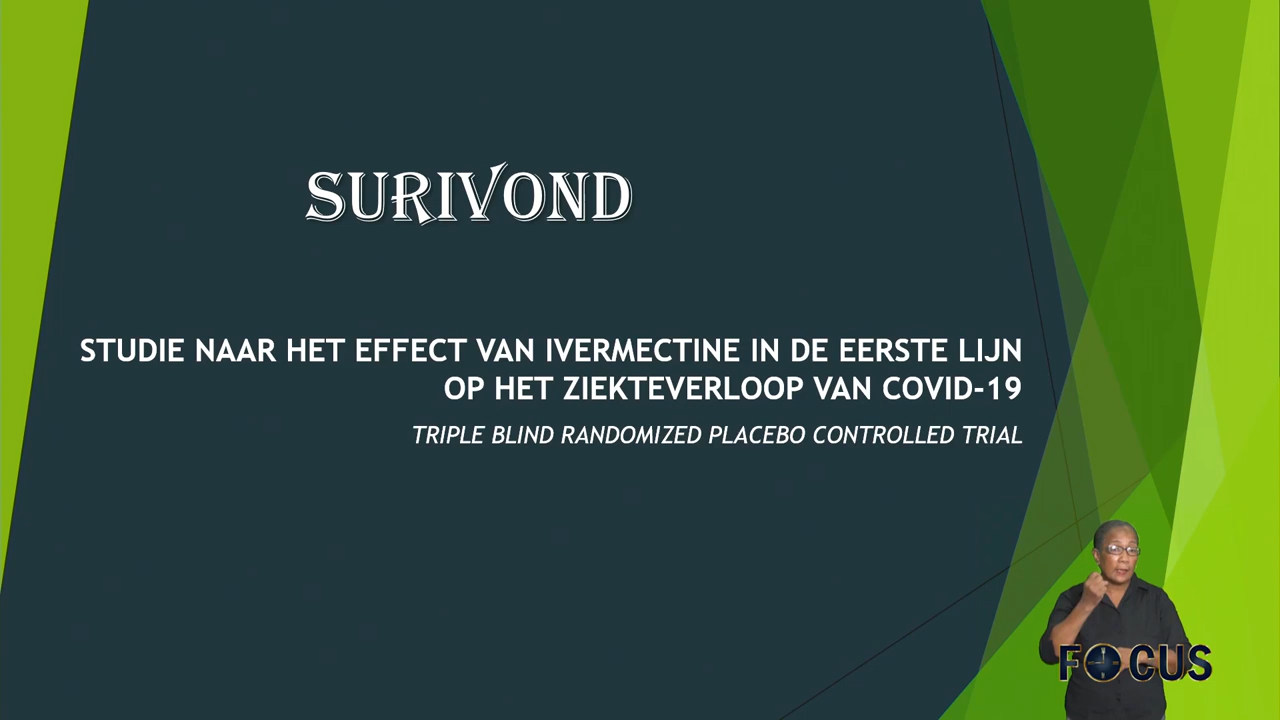 SURIVOND
STUDIE NAAR HET EFFECT VAN IVERMECTINE IN DE EERSTE LIJN
OP HET ZIEKTEVERLOOP VAN COVID-19
TRIPLE BLIND RANDOMIZED PLACEBO CONTROLLED TRIAL
FOCUS